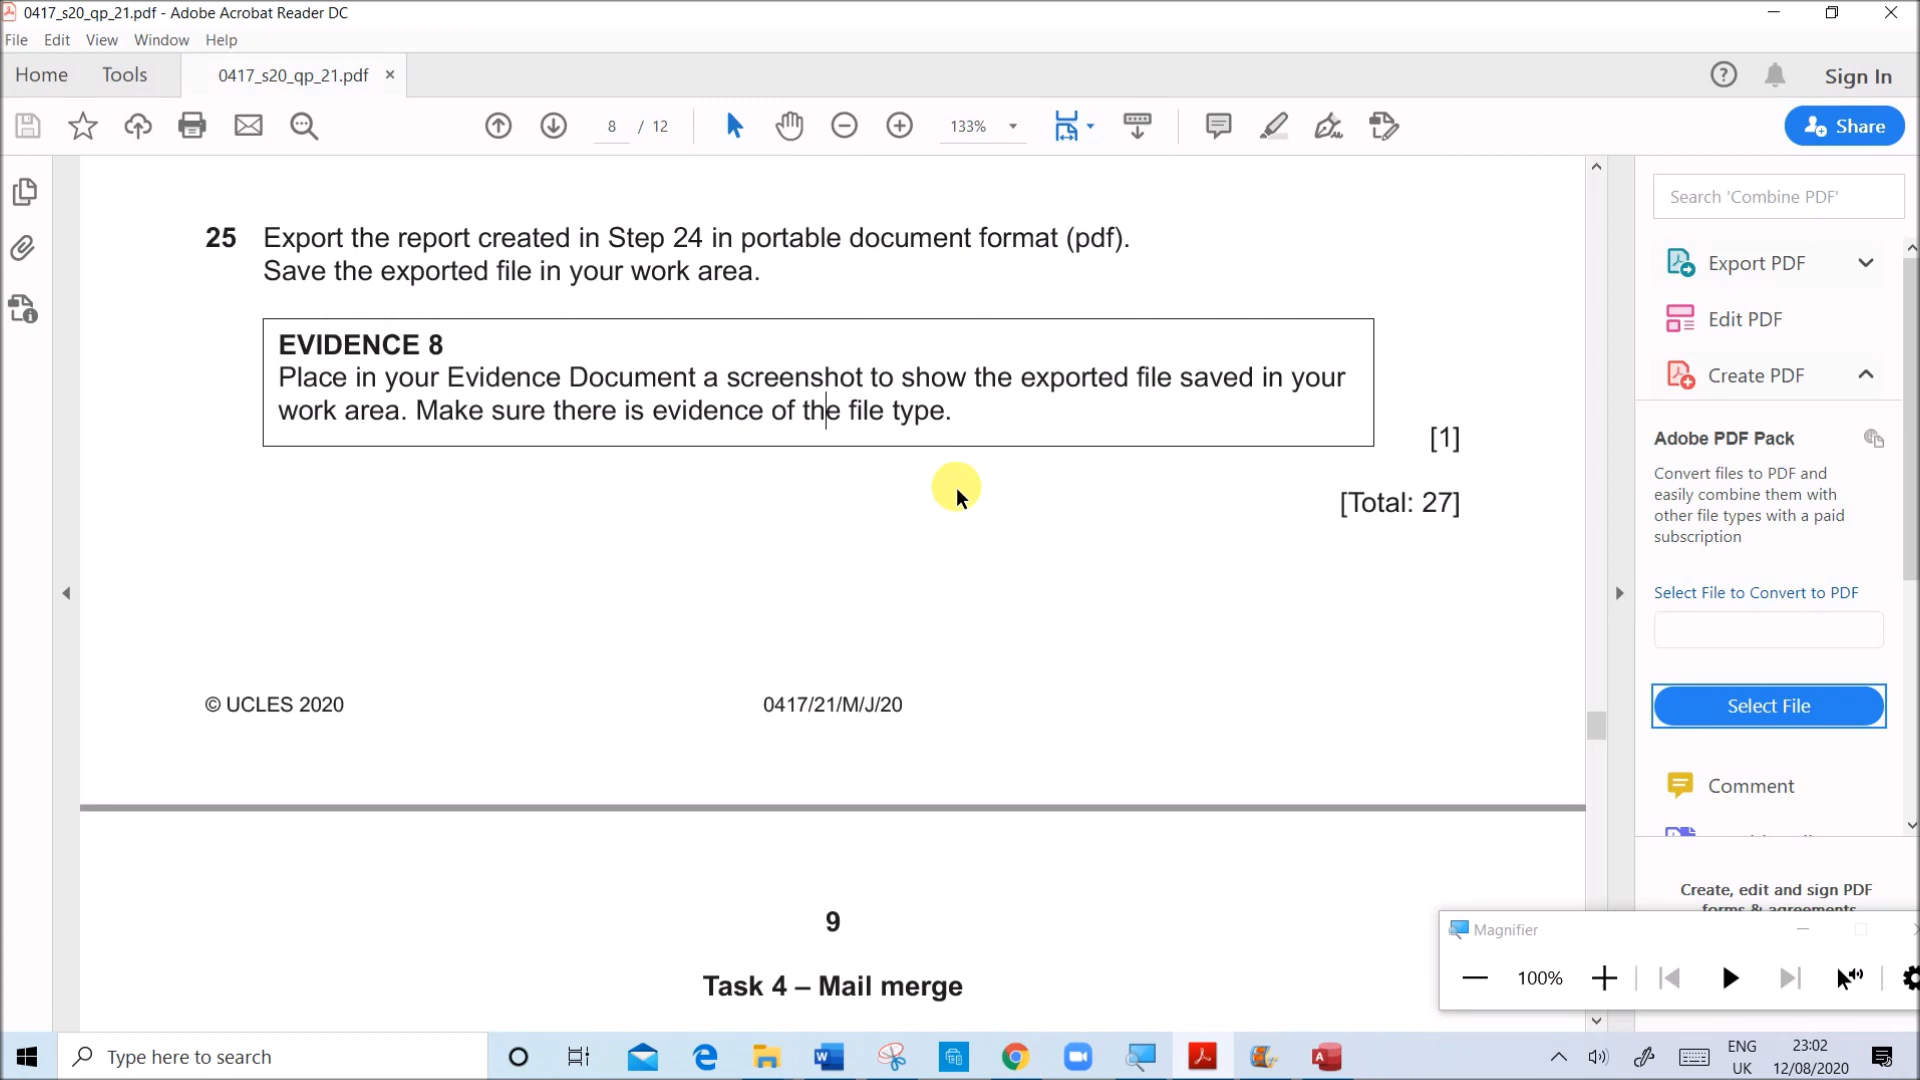 0417_s20_qp_21.pdf - Adobe Acrobat Reader DC
File Edit View Window Help
Home Tools 0417_s20_qp_21.pdf × Sign In
8 / 12 133% Share
25 Export the report created in Step 24 in portable document format (pdf).
Save the exported file in your work area.
EVIDENCE 8
Place in your Evidence Document a screenshot to show the exported file saved in your
work area. Make sure there is evidence of the file type.
[1]
[Total: 27]
© UCLES 2020 0417/21/M/J/20
9
Task 4 – Mail merge
Search 'Combine PDF'
Export PDF
Edit PDF
Create PDF
Adobe PDF Pack
Convert files to PDF and
easily combine them with
other file types with a paid
subscription
Select File to Convert to PDF
Select File
Comment
Create, edit and sign PDF
forms & agreements
Magnifier
100%
Type here to search
ENG
UK
23:02
12/08/2020